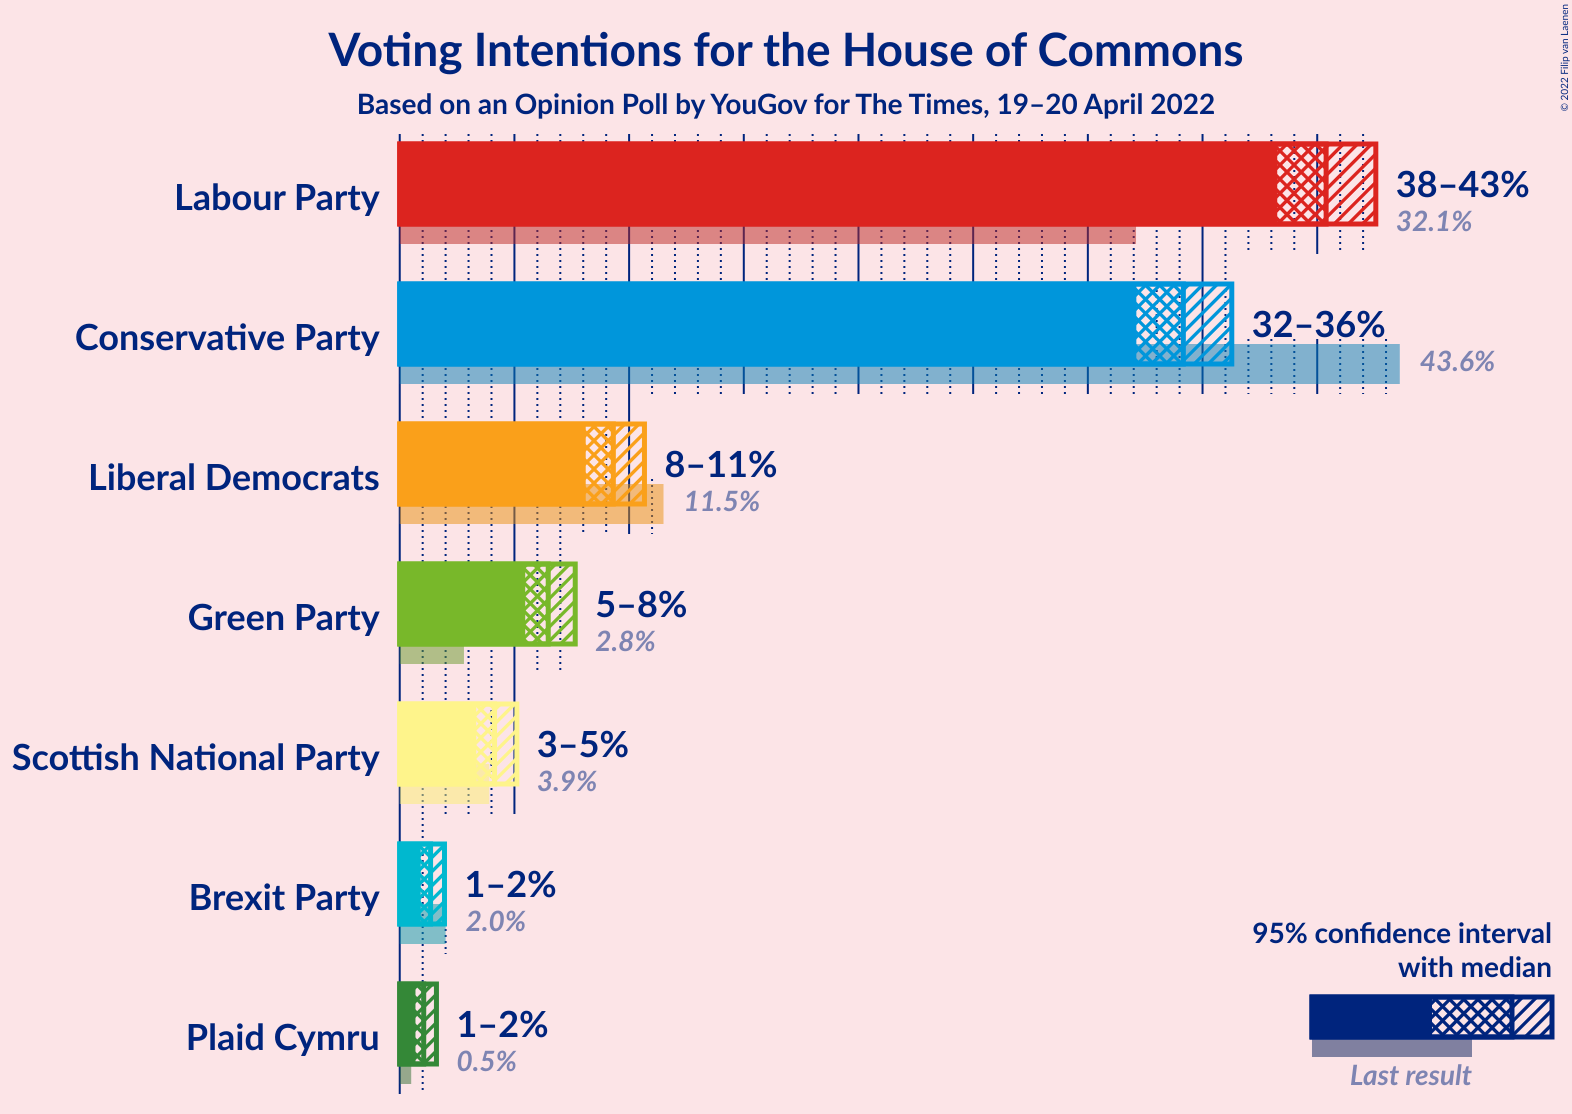 Voting Intentions for the House of Commons
Based on an Opinion Poll by YouGov for The Times, 19–20 April 2022
© 2022 Filip van Laenen
Labour Party
38–43%
32.1%
Conservative Party
32–36%
43.6%
Liberal Democrats
8–11%
11.5%
Green Party
5–8%
2.8%
Scottish National Party
3–5%
3.9%
Brexit Party
1–2%
2.0%
Plaid Cymru
1–2%
0.5%
95% confidence interval
with median
Last result